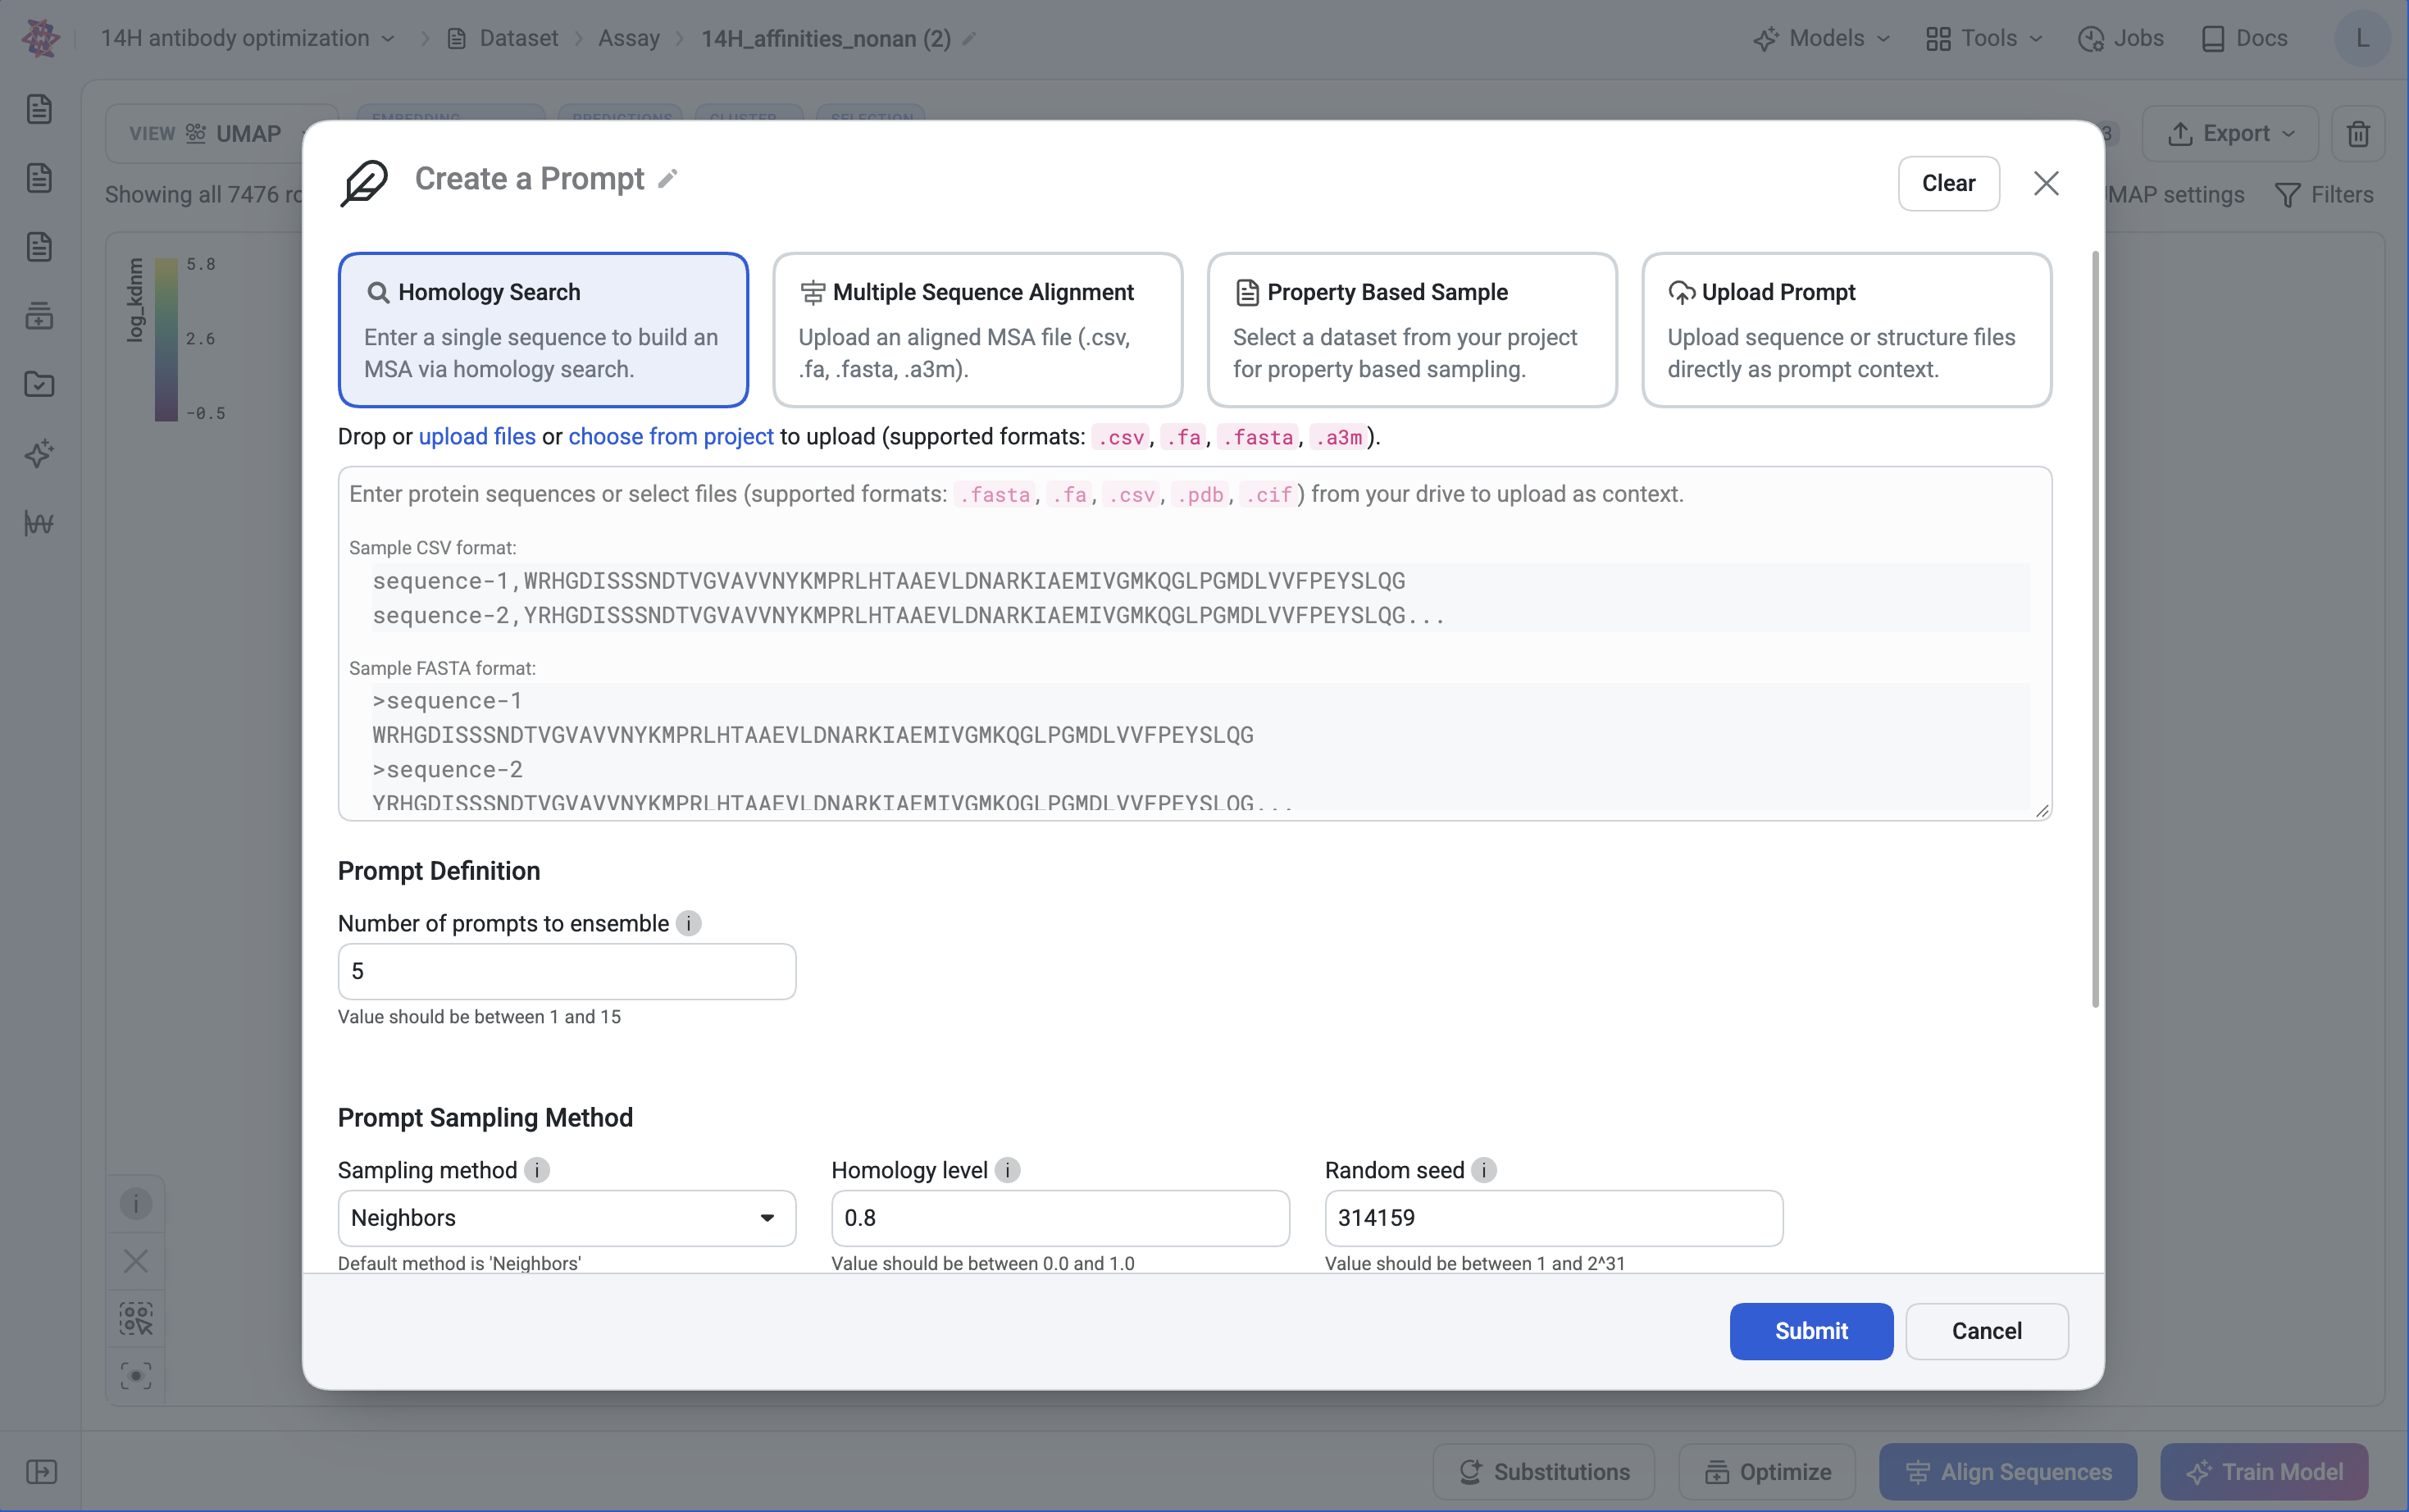 14H antibody optimization
Dataset
Assay
14H_affinities_nonan (2)
Models
Tools
Jobs
Docs
L
VIEW
UMAP
EMBEDDING
PREDICTIONS
CLUSTER
SELECTION
3
Export
Showing all 7476
MAP settings
Filters
log_kdnm
5.8
2.6
-0.5
Create a Prompt
Clear
Homology Search
Enter a single sequence to build an
MSA via homology search.
Multiple Sequence Alignment
Upload an aligned MSA file (.csv,
.fa, .fasta, .a3m).
Property Based Sample
Select a dataset from your project
for property based sampling.
Upload Prompt
Upload sequence or structure files
directly as prompt context.
Drop or upload files or choose from project to upload (supported formats: .csv, .fa, .fasta, .a3m).
Enter protein sequences or select files (supported formats: .fasta, .fa, .csv, .pdb, .cif) from your drive to upload as context.
Sample CSV format:
sequence-1,WRHGDISSSNDTVGVAVVNYKMPRLHTAAEVLDNARKIAEMIVGMKQGLPGMDLVVFPEYSLQG
sequence-2,YRHGDISSSNDTVGVAVVNYKMPRLHTAAEVLDNARKIAEMIVGMKQGLPGMDLVVFPEYSLQG...
Sample FASTA format:
>sequence-1
WRHGDISSSNDTVGVAVVNYKMPRLHTAAEVLDNARKIAEMIVGMKQGLPGMDLVVFPEYSLQG
>sequence-2
YRHGDISSSNDTVGVAVVNYKMPRLHTAAEVLDNARKIAEMIVGMKQGLPGMDLVVFPEYSLQG...
Prompt Definition
Number of prompts to ensemble i
5
Value should be between 1 and 15
Prompt Sampling Method
Sampling method i
Neighbors
Default method is 'Neighbors'
Homology level i
0.8
Value should be between 0.0 and 1.0
Random seed i
314159
Value should be between 1 and 2^31
Submit
Cancel
Substitutions
Optimize
Align Sequences
Train Model